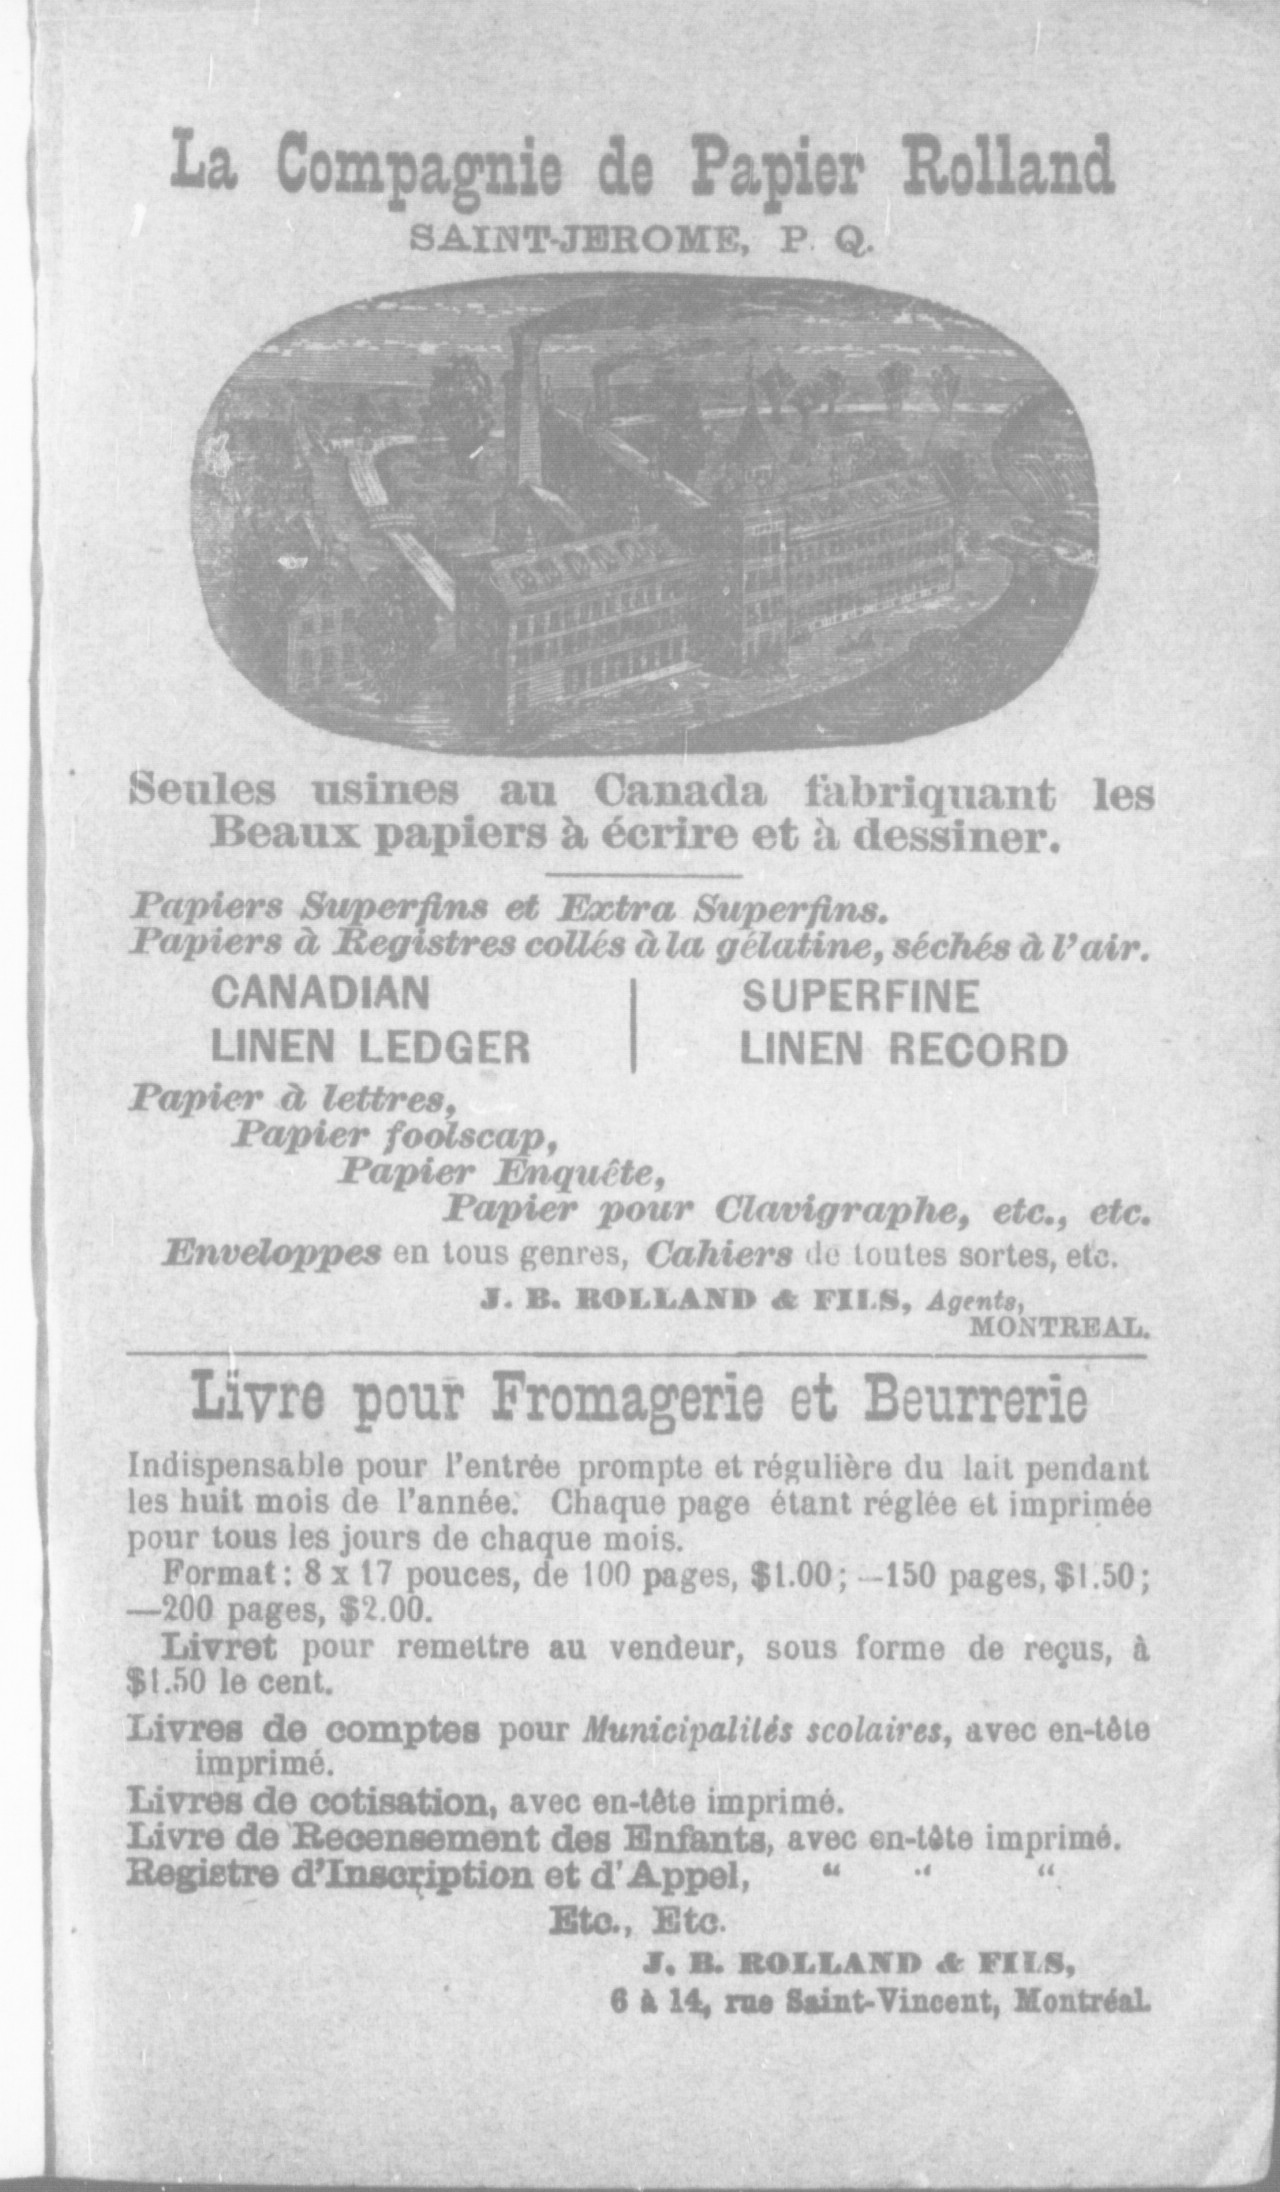 La Compagnie de Papier Rolland
SAINT-JEROME, P. Q.
Seules usines au Canada fabriquant les
Beaux papiers à écrire et à dessiner.
Papiers Superfins et Extra Superfins.
Papiers à Registres collés à la gélatine, séchés à l'air.
CANADIAN
LINEN LEDGER
SUPERFINE
LINEN RECORD
Papier à lettres,
Papier foolscap,
Papier Enquête,
Papier pour Clavigraphe, etc., etc.
Enveloppes en tous genres, Cahiers de toutes sortes, etc.
J. B. ROLLAND & FILS, Agents,
MONTREAL.
Livre pour Fromagerie et Beurrerie
Indispensable pour l'entrée prompte et régulière du lait pendant
les huit mois de l'année. Chaque page étant réglée et imprimée
pour tous les jours de chaque mois.
Format: 8 x 17 pouces, de 100 pages, $1.00; —150 pages, $1.50;
—200 pages, $2.00.
Livret pour remettre au vendeur, sous forme de reçus, à
$1.50 le cent.
Livres de comptes pour Municipalités scolaires, avec en-tête
imprimé.
Livres de cotisation, avec en-tête imprimé.
Livre de Recensement des Enfants, avec en-tête imprimé.
Registre d'Inscription et d'Appel, “ “ “
Etc., Etc.
J. B. ROLLAND & FILS,
6 à 14, rue Saint-Vincent, Montréal.